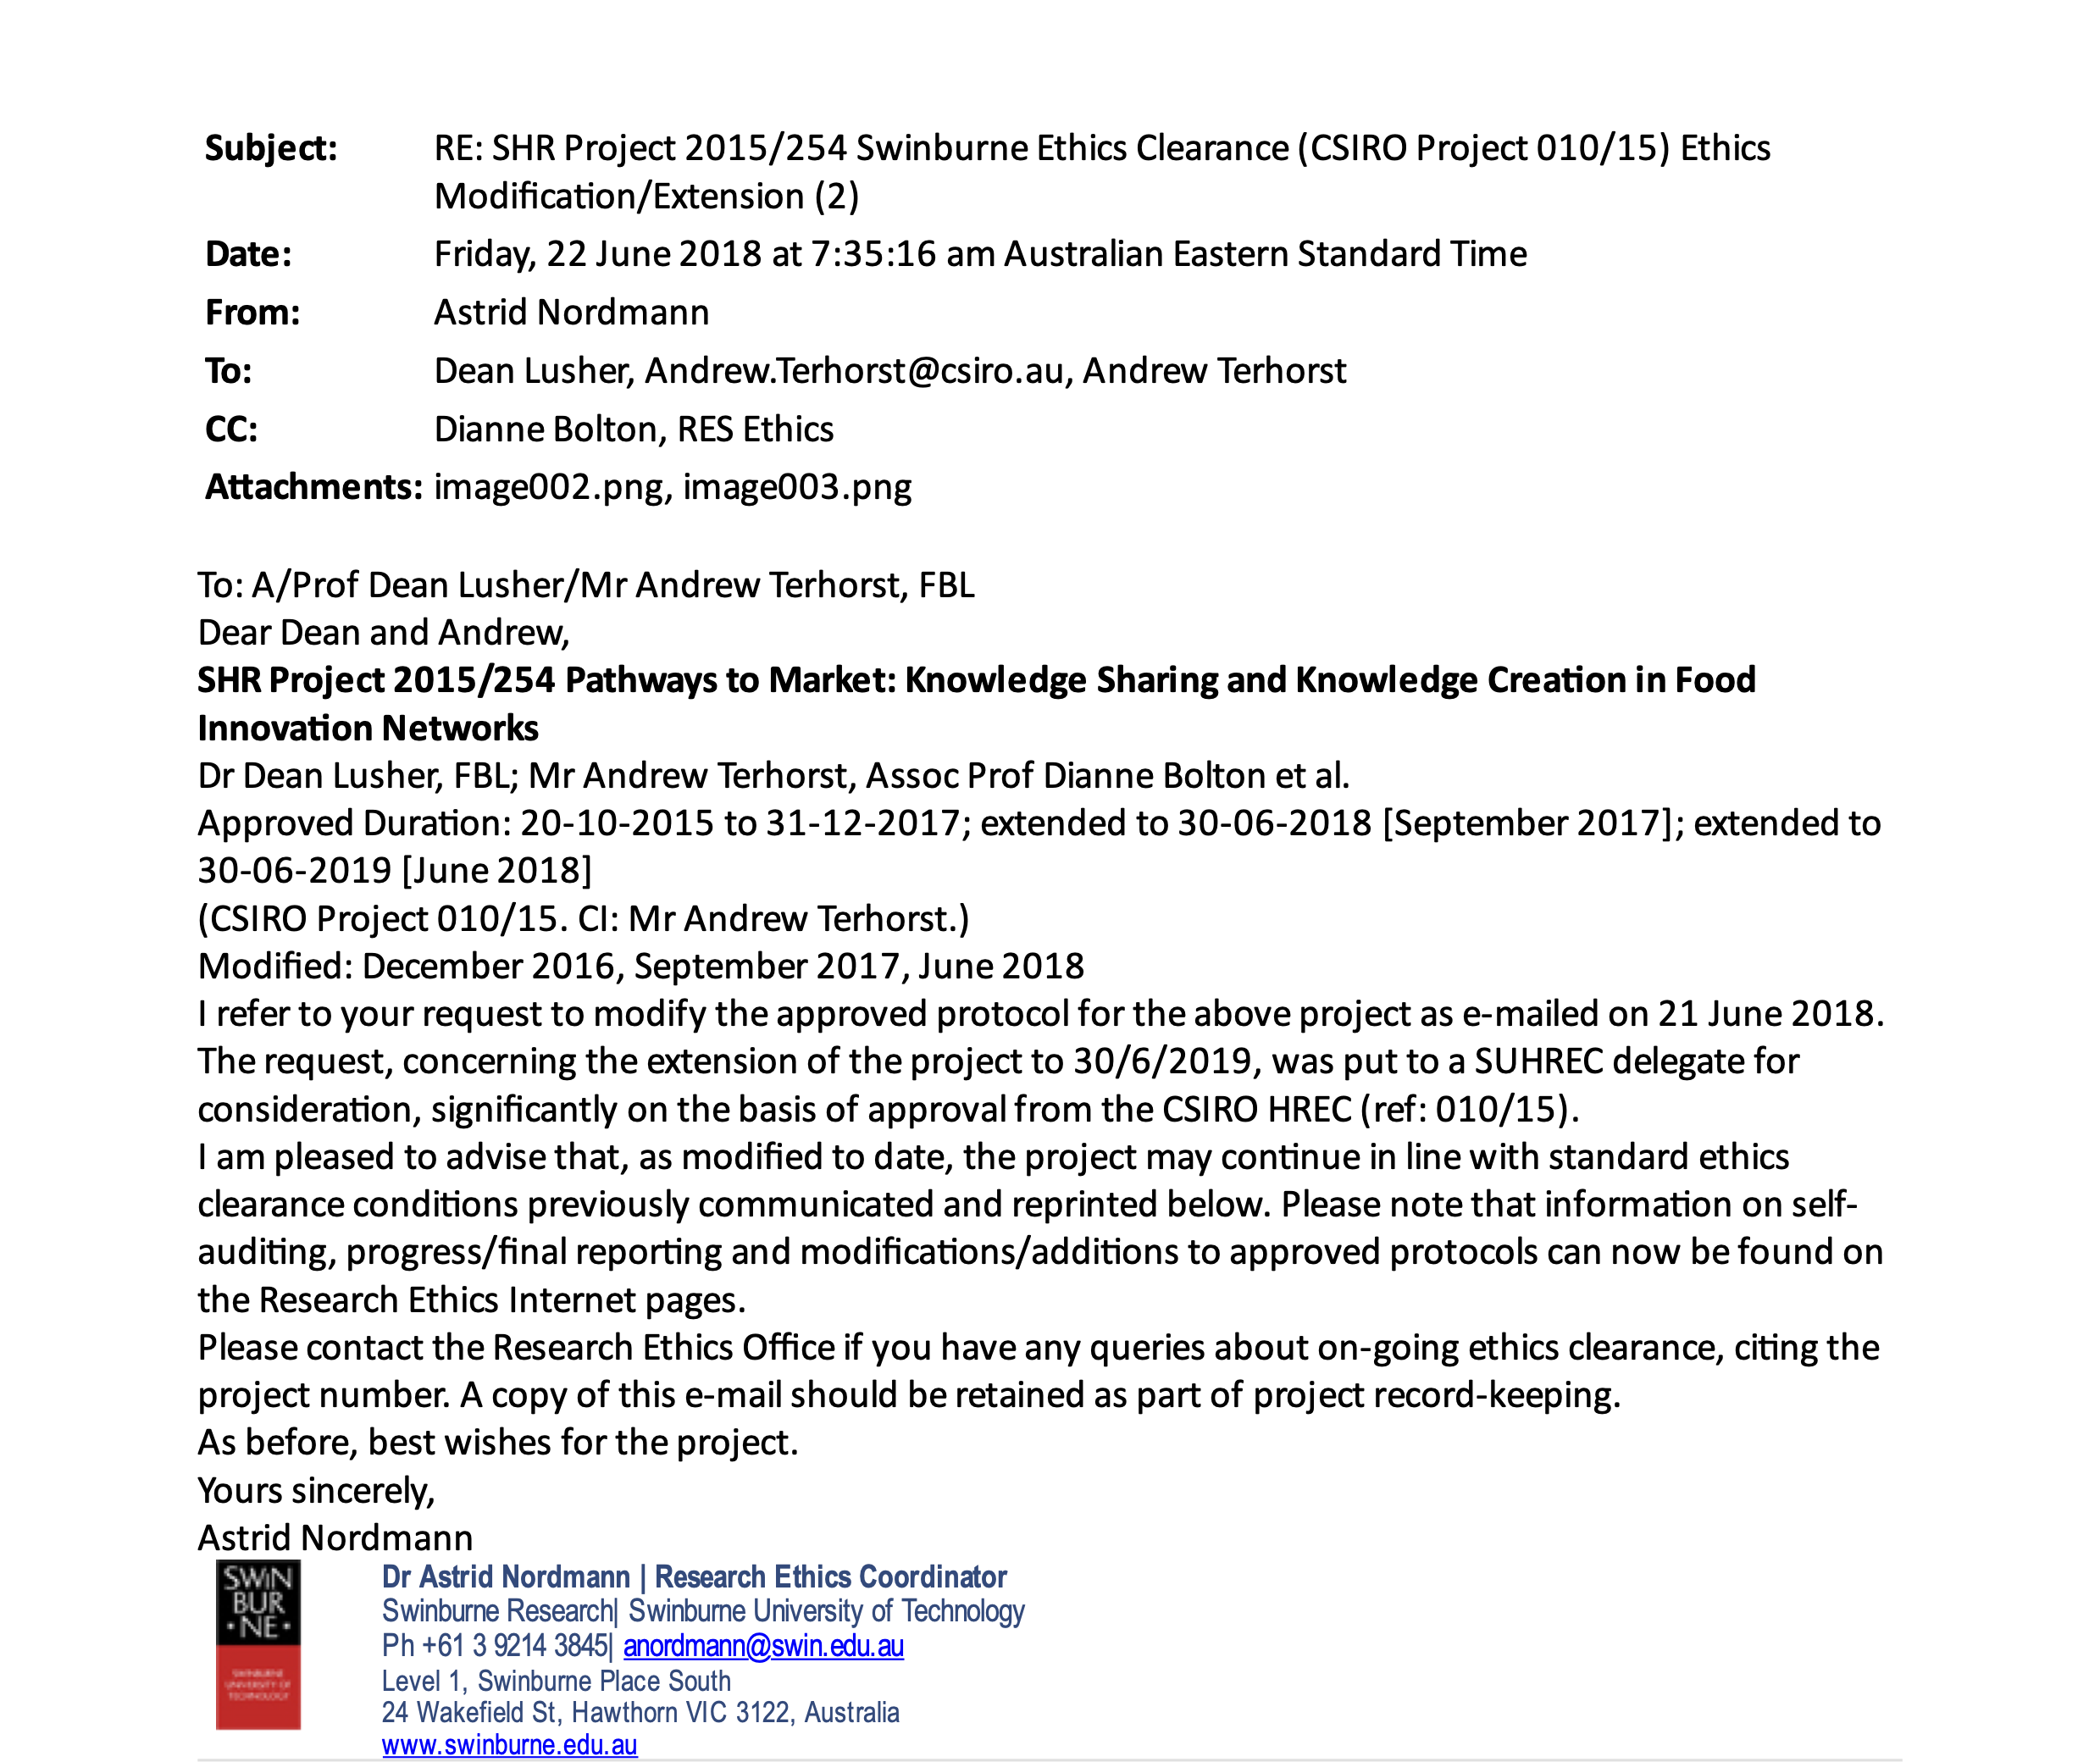 Subject: RE: SHR Project 2015/254 Swinburne Ethics Clearance (CSIRO Project 010/15) Ethics
Modification/Extension (2)
Date: Friday, 22 June 2018 at 7:35:16 am Australian Eastern Standard Time
From: Astrid Nordmann
To: Dean Lusher, Andrew.Terhorst@csiro.au, Andrew Terhorst
CC: Dianne Bolton, RES Ethics
Attachments: image002.png, image003.png
To: A/Prof Dean Lusher/Mr Andrew Terhorst, FBL
Dear Dean and Andrew,
SHR Project 2015/254 Pathways to Market: Knowledge Sharing and Knowledge Creation in Food
Innovation Networks
Dr Dean Lusher, FBL; Mr Andrew Terhorst, Assoc Prof Dianne Bolton et al.
Approved Duration: 20-10-2015 to 31-12-2017; extended to 30-06-2018 [September 2017]; extended to
30-06-2019 [June 2018]
(CSIRO Project 010/15. CI: Mr Andrew Terhorst.)
Modified: December 2016, September 2017, June 2018
I refer to your request to modify the approved protocol for the above project as e-mailed on 21 June 2018.
The request, concerning the extension of the project to 30/6/2019, was put to a SUHREC delegate for
consideration, significantly on the basis of approval from the CSIRO HREC (ref: 010/15).
I am pleased to advise that, as modified to date, the project may continue in line with standard ethics
clearance conditions previously communicated and reprinted below. Please note that information on self-
auditing, progress/final reporting and modifications/additions to approved protocols can now be found on
the Research Ethics Internet pages.
Please contact the Research Ethics Office if you have any queries about on-going ethics clearance, citing the
project number. A copy of this e-mail should be retained as part of project record-keeping.
As before, best wishes for the project.
Yours sincerely,
Astrid Nordmann
SWIN
BUR
•NE•
SWINBURNE
UNIVERSITY OF
TECHNOLOGY
Dr Astrid Nordmann | Research Ethics Coordinator
Swinburne Research| Swinburne University of Technology
Ph +61 3 9214 3845| anordmann@swin.edu.au
Level 1, Swinburne Place South
24 Wakefield St, Hawthorn VIC 3122, Australia
www.swinburne.edu.au